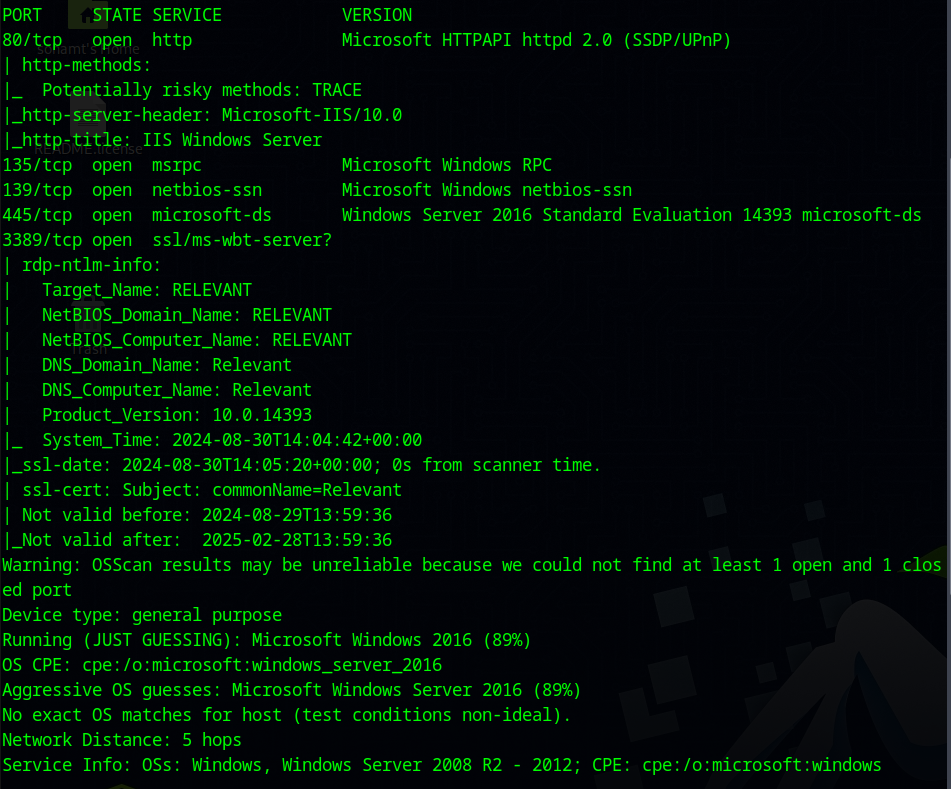 PORT     STATE SERVICE            VERSION
80/tcp   open  http               Microsoft HTTPAPI httpd 2.0 (SSDP/UPnP)
| http-methods:
|_  Potentially risky methods: TRACE
|_http-server-header: Microsoft-IIS/10.0
|_http-title: IIS Windows Server
135/tcp  open  msrpc              Microsoft Windows RPC
139/tcp  open  netbios-ssn        Microsoft Windows netbios-ssn
445/tcp  open  microsoft-ds       Windows Server 2016 Standard Evaluation 14393 microsoft-ds
3389/tcp open  ssl/ms-wbt-server?
| rdp-ntlm-info:
|   Target_Name: RELEVANT
|   NetBIOS_Domain_Name: RELEVANT
|   NetBIOS_Computer_Name: RELEVANT
|   DNS_Domain_Name: Relevant
|   DNS_Computer_Name: Relevant
|   Product_Version: 10.0.14393
|_  System_Time: 2024-08-30T14:04:42+00:00
|_ssl-date: 2024-08-30T14:05:20+00:00; 0s from scanner time.
| ssl-cert: Subject: commonName=Relevant
| Not valid before: 2024-08-29T13:59:36
|_Not valid after:  2025-02-28T13:59:36
Warning: OSScan results may be unreliable because we could not find at least 1 open and 1 clos
ed port
Device type: general purpose
Running (JUST GUESSING): Microsoft Windows 2016 (89%)
OS CPE: cpe:/o:microsoft:windows_server_2016
Aggressive OS guesses: Microsoft Windows Server 2016 (89%)
No exact OS matches for host (test conditions non-ideal).
Network Distance: 5 hops
Service Info: OSs: Windows, Windows Server 2008 R2 - 2012; CPE: cpe:/o:microsoft:windows
README.license
Trash